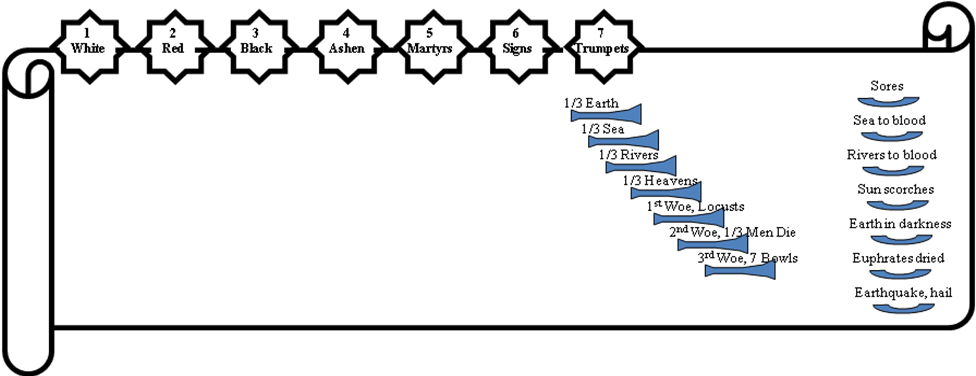 1
White
2
Red
3
Black
4
Ashen
5
Martyrs
6
Signs
7
Trumpets
1/3 Earth
1/3 Sea
1/3 Rivers
1/3 Heavens
1st Woe, Locusts
2nd Woe, 1/3 Men Die
3rd Woe, 7 Bowls
Sores
Sea to blood
Rivers to blood
Sun scorches
Earth in darkness
Euphrates dried
Earthquake, hail